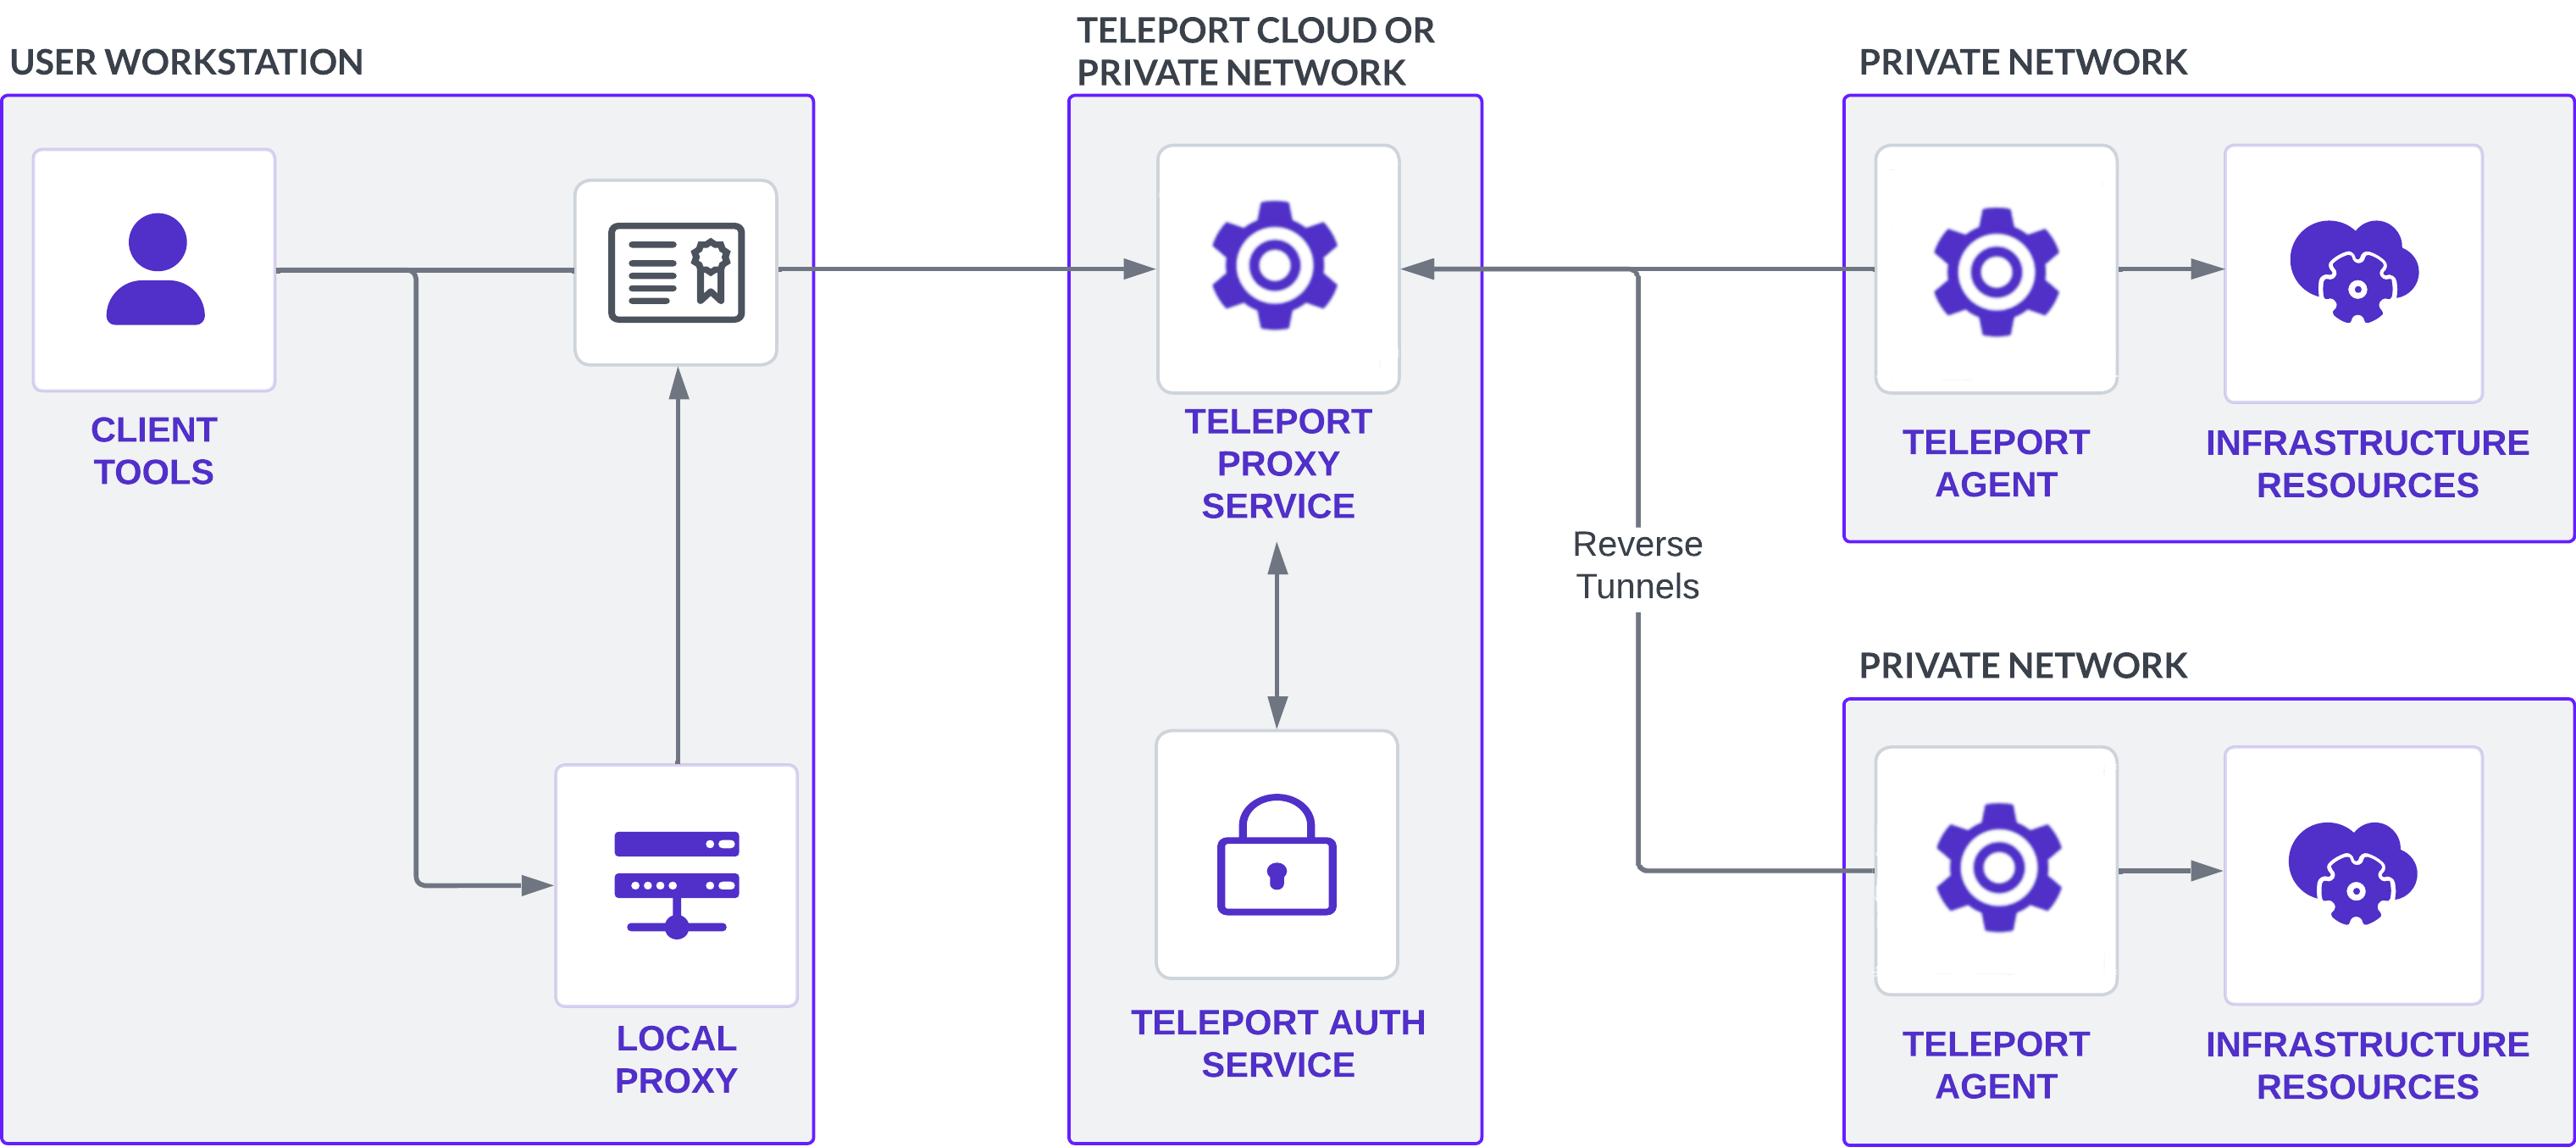 USER WORKSTATION
CLIENT
TOOLS
LOCAL
PROXY
TELEPORT CLOUD OR
PRIVATE NETWORK
TELEPORT
PROXY
SERVICE
TELEPORT AUTH
SERVICE
Reverse
Tunnels
PRIVATE NETWORK
TELEPORT
AGENT
INFRASTRUCTURE
RESOURCES
PRIVATE NETWORK
TELEPORT
AGENT
INFRASTRUCTURE
RESOURCES